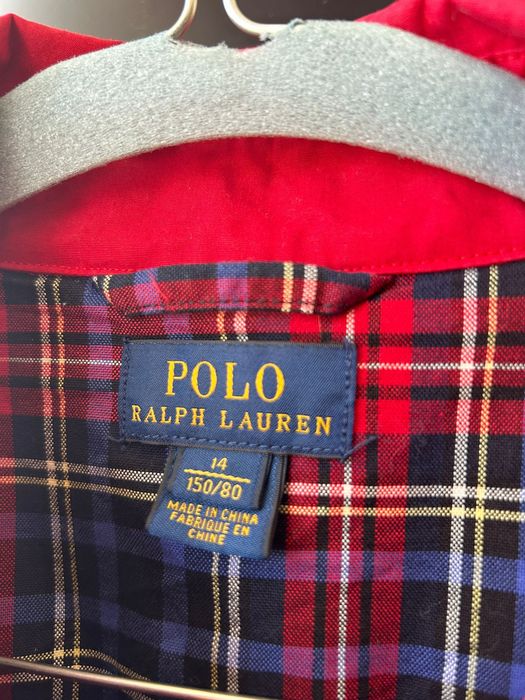 POLO
RALPH LAUREN
14
150/80
MADE IN CHINA
FABRIQUE EN
CHINE